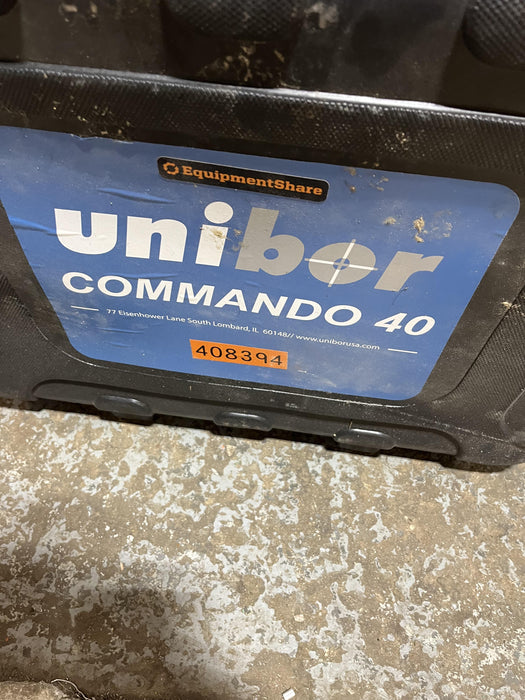 EquipmentShare
unibor
COMMANDO 40
77 Eisenhower Lane South Lombard, IL 60148// www.uniborusa.com
408394